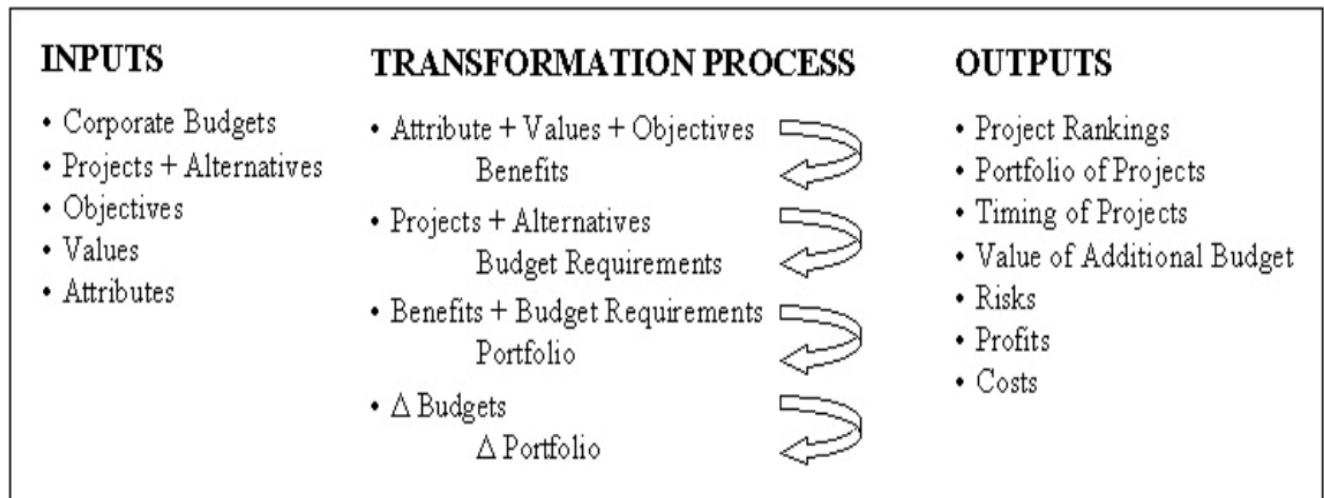 INPUTS
• Corporate Budgets
• Projects + Alternatives
• Objectives
• Values
• Attributes
TRANSFORMATION PROCESS
• Attribute + Values + Objectives
Benefits
• Projects + Alternatives
Budget Requirements
• Benefits + Budget Requirements
Portfolio
• Δ Budgets
Δ Portfolio
OUTPUTS
• Project Rankings
• Portfolio of Projects
• Timing of Projects
• Value of Additional Budget
• Risks
• Profits
• Costs